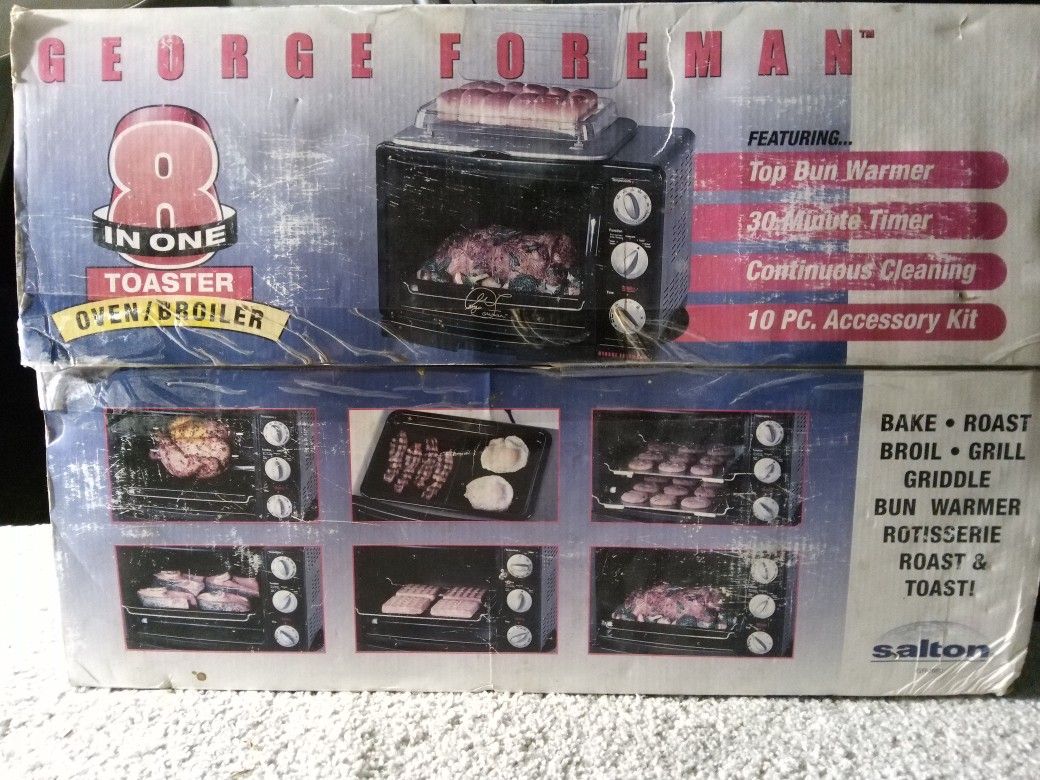 GEORGE FOREMAN™
8
IN ONE
TOASTER
OVEN/BROILER
FEATURING...
Top Bun Warmer
30-Minute Timer
Continuous Cleaning
10 PC. Accessory Kit
BAKE • ROAST
BROIL • GRILL
GRIDDLE
BUN WARMER
ROTISSERIE
ROAST &
TOAST!
salton